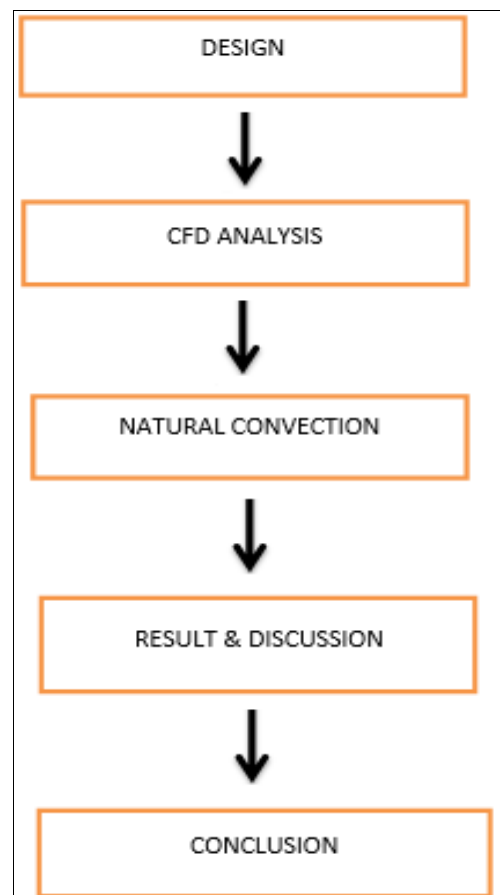 DESIGN
CFD ANALYSIS
NATURAL CONVECTION
RESULT & DISCUSSION
CONCLUSION